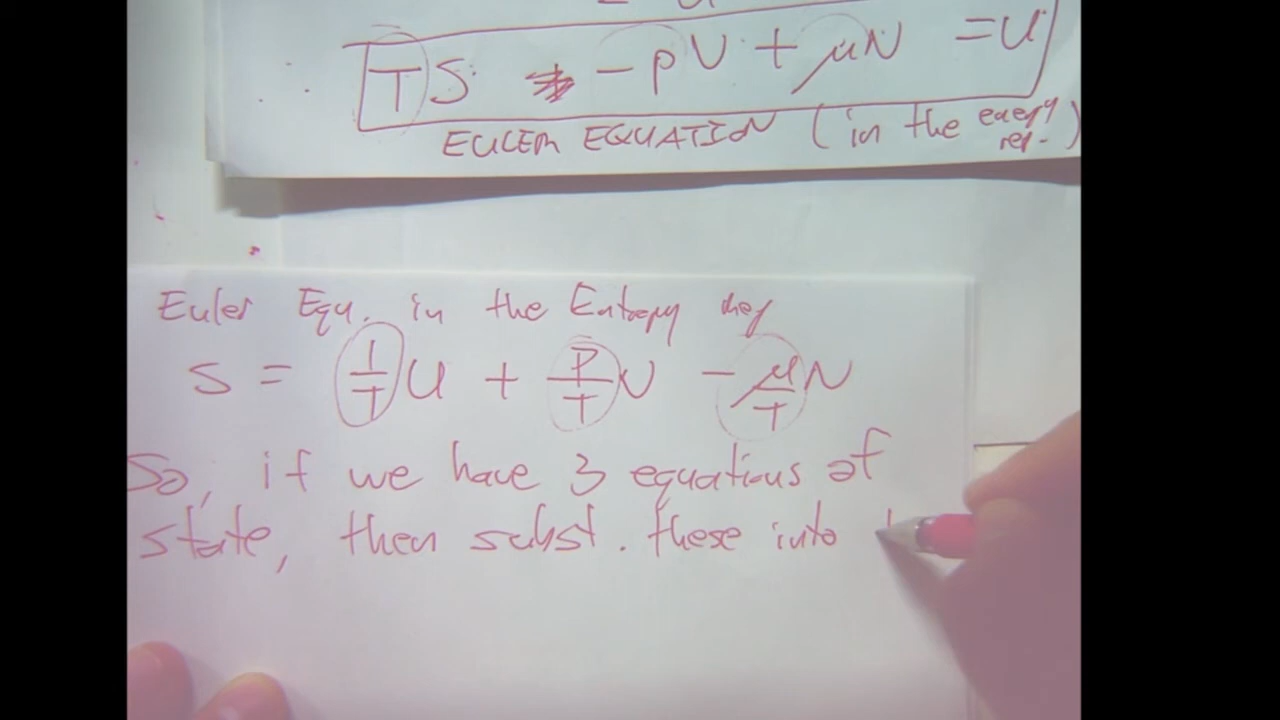 TS - pV + μN = U
EULER EQUATION (in the energy rep.)
Euler Equ. in the Entropy rep
S = (1/T)U + (P/T)V - (μ/T)N
So, if we have 3 equations of
state, then subst. these into